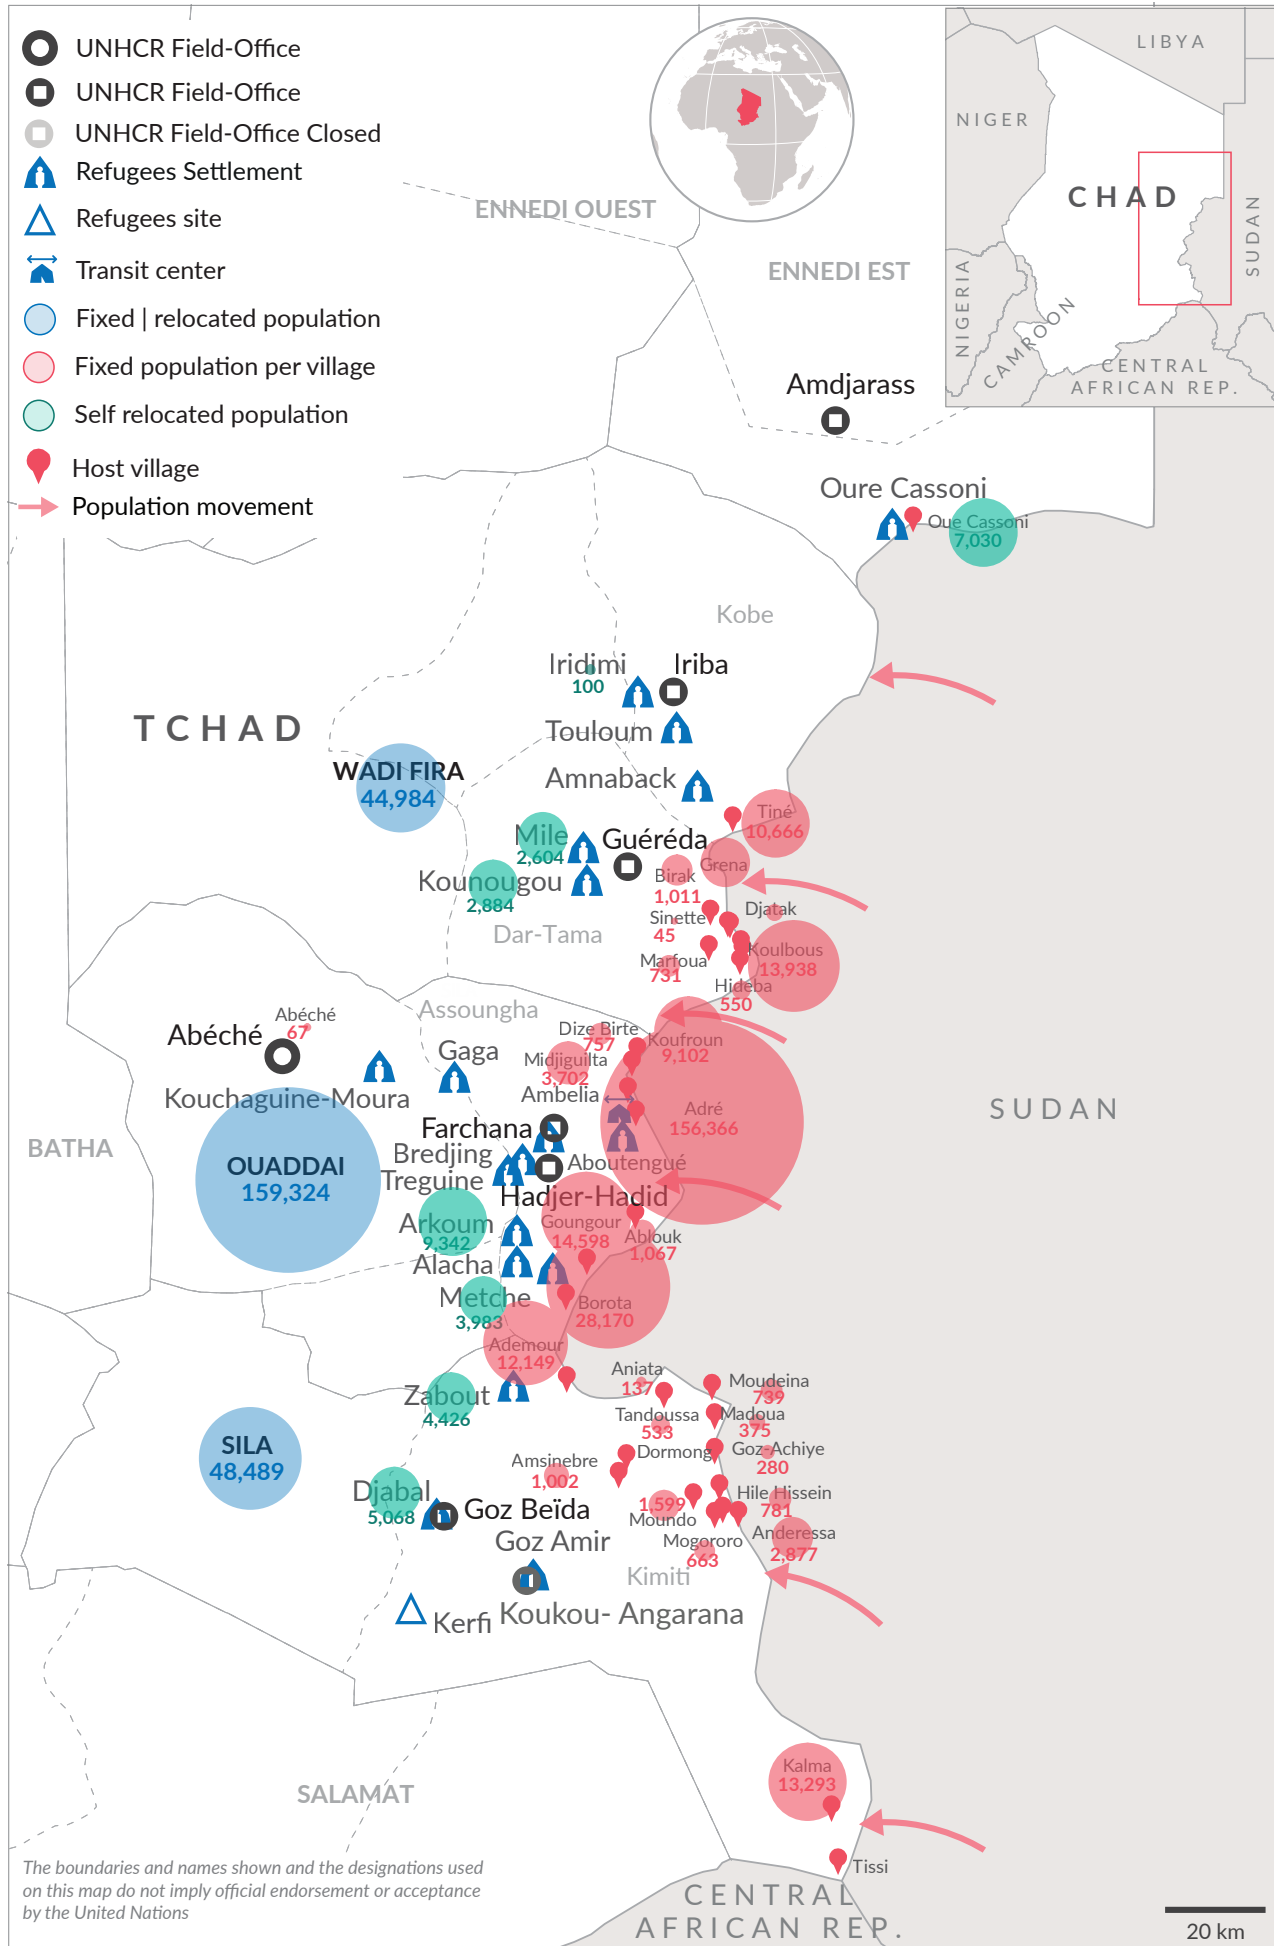 UNHCR Field-Office
UNHCR Field-Office
UNHCR Field-Office Closed
Refugees Settlement
Refugees site
Transit center
Fixed | relocated population
Fixed population per village
Self relocated population
Host village
Population movement
LIBYA
NIGER
CHAD
SUDAN
NIGERIA
CAMROON
CENTRAL
AFRICAN REP.
ENNEDI OUEST
ENNEDI EST
Amdjarass
Oure Cassoni
Oue Cassoni
7,030
Kobe
Iridimi
100
Iriba
Touloum
TCHAD
WADI FIRA
44,984
Amnaback
Tiné
10,666
Mile
2,604
Guéréda
Grena
Birak
1,011
Kounougou
2,884
Djatak
Sinette
45
Dar-Tama
Koulbous
13,938
Marfoua
731
Hideba
550
Assoungha
Abéché
67
Abéché
Dize Birte
757
Koufroun
9,102
Gaga
Midjiguilta
3,702
Ambelia
Kouchaguine-Moura
Adré
156,366
SUDAN
Farchana
BATHA
Bredjing
Aboutengué
OUADDAI
159,324
Treguine
Hadjer-Hadid
Arkoum
9,342
Goungour
14,598
Ablouk
1,067
Alacha
Metche
3,983
Borota
28,170
Ademour
12,149
Aniata
137
Moudeina
739
Zabout
4,426
Tandoussa
533
Madoua
375
SILA
48,489
Dormong
Goz-Achiye
280
Amsinebre
1,002
Djabal
5,068
Hile Hissein
781
1,599
Moundo
Goz Beïda
Anderessa
2,877
Mogororo
663
Goz Amir
Kimiti
Koukou- Angarana
Kerfi
Kalma
13,293
SALAMAT
Tissi
The boundaries and names shown and the designations used
on this map do not imply official endorsement or acceptance
by the United Nations
CENTRAL
AFRICAN REP.
20 km